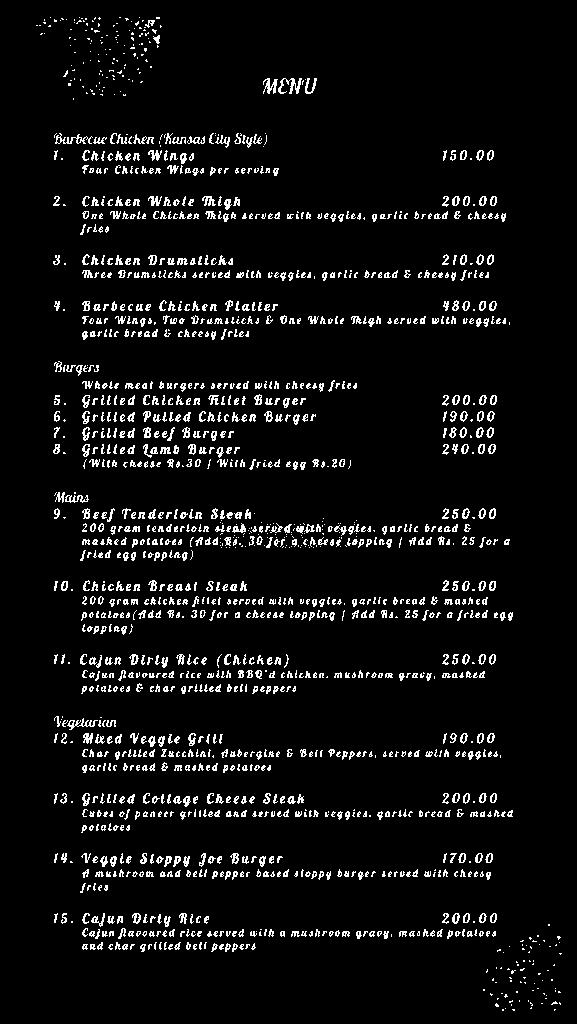 MENU
Barbecue Chicken (Kansas City Style)
1. Chicken Wings 150.00
Four Chicken Wings per serving
2. Chicken Whole Thigh 200.00
One Whole Chicken Thigh served with veggies, garlic bread & cheesy
fries
3. Chicken Drumsticks 210.00
Three Drumsticks served with veggies, garlic bread & cheesy fries
4. Barbecue Chicken Platter 480.00
Four Wings, Two Drumsticks & One Whole Thigh served with veggies,
garlic bread & cheesy fries
Burgers
Whole meat burgers served with cheesy fries
5. Grilled Chicken Fillet Burger 200.00
6. Grilled Pulled Chicken Burger 190.00
7. Grilled Beef Burger 180.00
8. Grilled Lamb Burger 240.00
(With cheese Rs.30 | With fried egg Rs.20)
Mains
9. Beef Tenderloin Steak 250.00
200 gram tenderloin steak served with veggies, garlic bread &
mashed potatoes (Add Rs. 30 for a cheese topping | Add Rs. 25 for a
fried egg topping)
10. Chicken Breast Steak 250.00
200 gram chicken fillet served with veggies, garlic bread & mashed
potatoes(Add Rs. 30 for a cheese topping | Add Rs. 25 for a fried egg
topping)
11. Cajun Dirty Rice (Chicken) 250.00
Cajun flavoured rice with BBQ'd chicken, mushroom gravy, mashed
potatoes & char grilled bell peppers
Vegetarian
12. Mixed Veggie Grill 190.00
Char grilled Zucchini, Aubergine & Bell Peppers, served with veggies,
garlic bread & mashed potatoes
13. Grilled Cottage Cheese Steak 200.00
Cubes of paneer grilled and served with veggies, garlic bread & mashed
potatoes
14. Veggie Sloppy Joe Burger 170.00
A mushroom and bell pepper based sloppy burger served with cheesy
fries
15. Cajun Dirty Rice 200.00
Cajun flavoured rice served with a mushroom gravy, mashed potatoes
and char grilled bell peppers